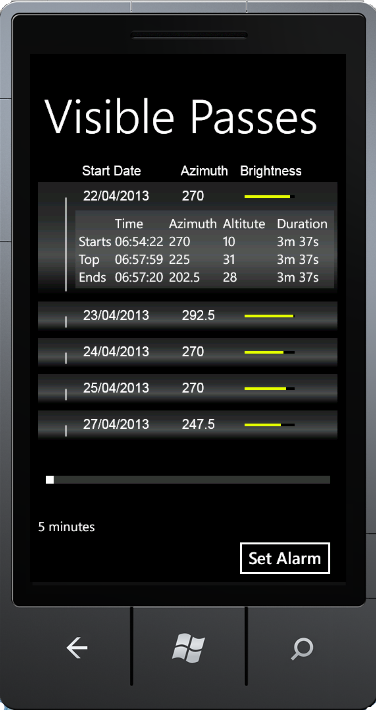 Visible Passes
Start Date Azimuth Brightness
22/04/2013 270
Time Azimuth Altitute Duration
Starts 06:54:22 270 10 3m 37s
Top 06:57:59 225 31 3m 37s
Ends 06:57:20 202.5 28 3m 37s
23/04/2013 292.5
24/04/2013 270
25/04/2013 270
27/04/2013 247.5
5 minutes
Set Alarm